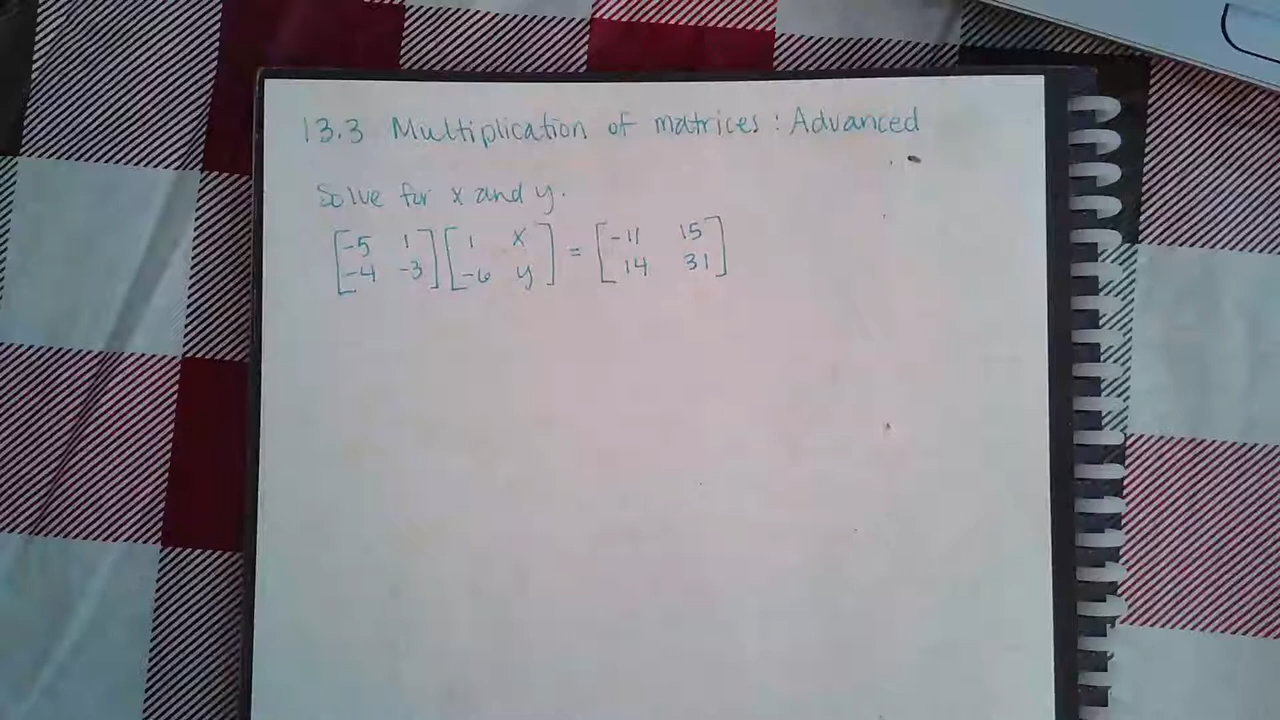 13.3 Multiplication of matrices: Advanced
Solve for x and y.
[-5 1] [1 x] = [-11 15]
[-4 -3] [-6 y] [14 31]